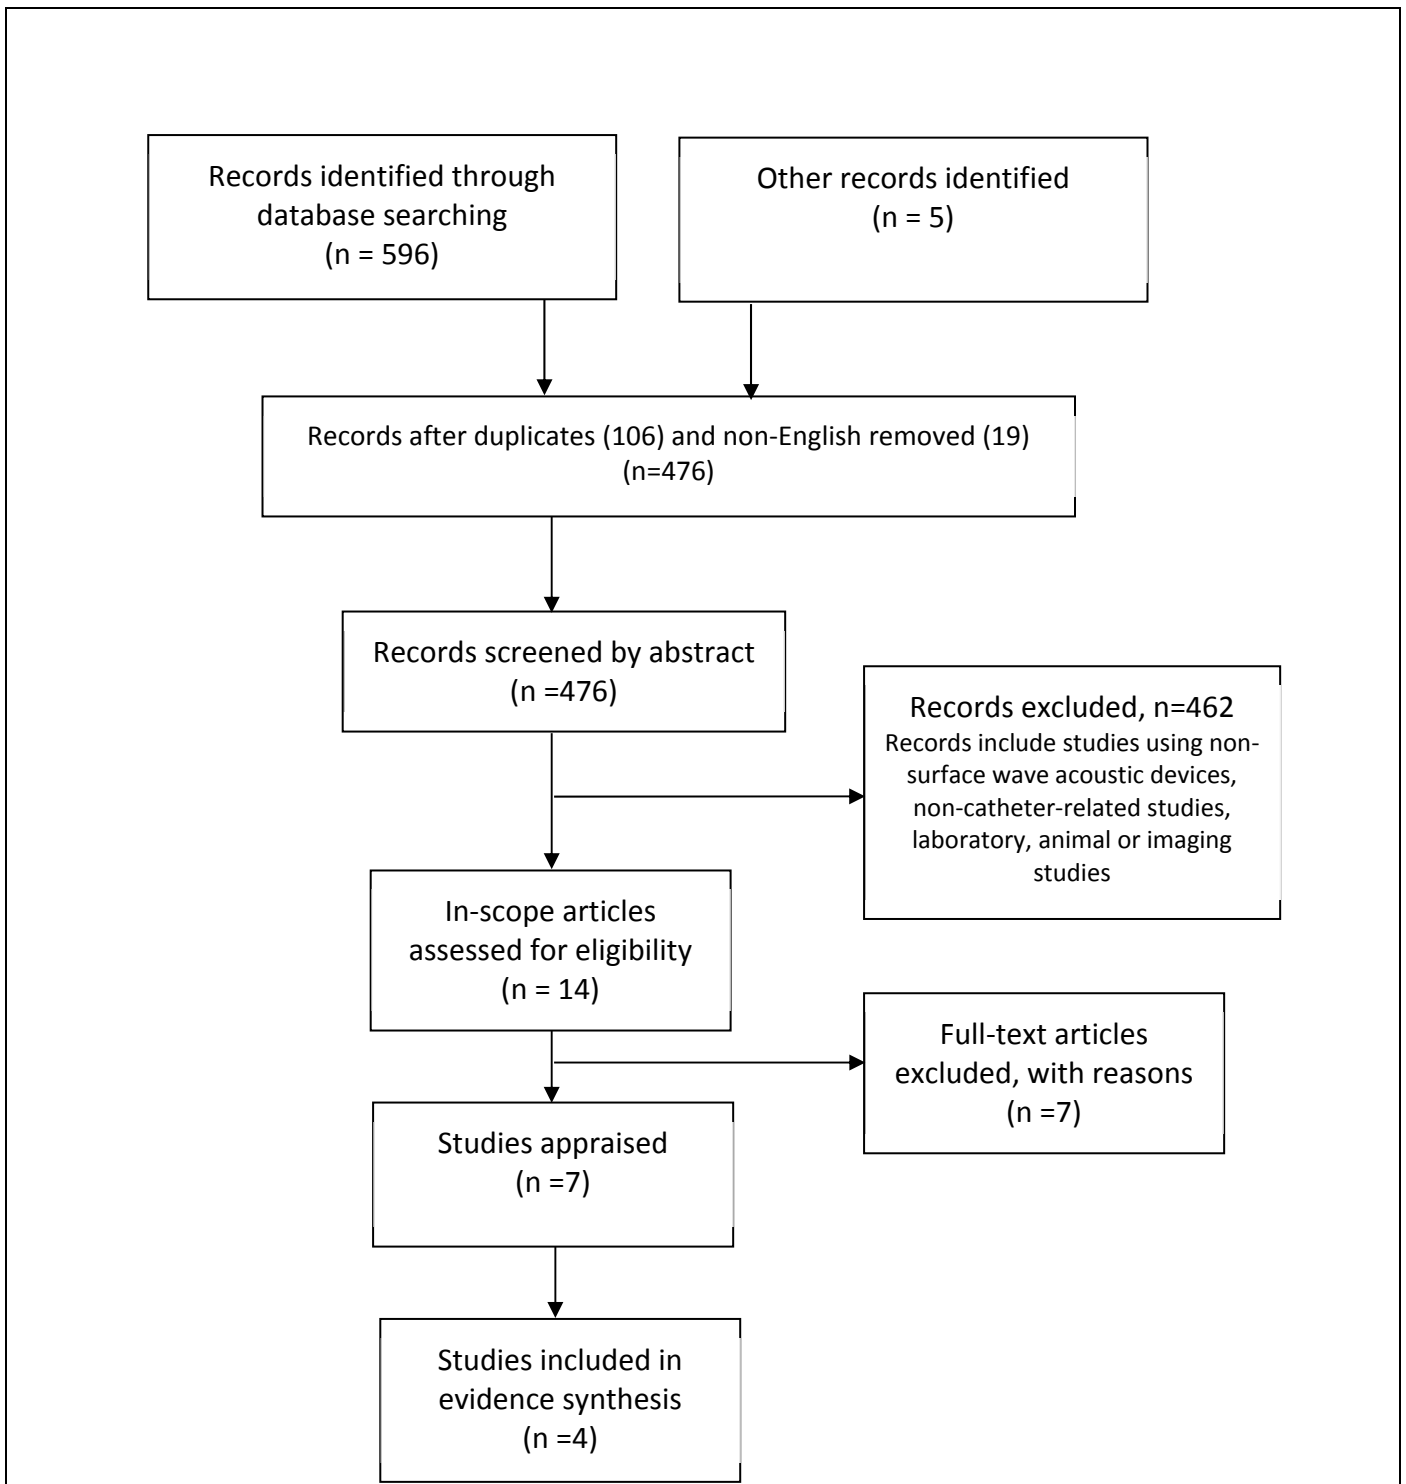 Records identified through
database searching
(n = 596)
Other records identified
(n = 5)
Records after duplicates (106) and non-English removed (19)
(n=476)
Records screened by abstract
(n =476)
Records excluded, n=462
Records include studies using non-
surface wave acoustic devices,
non-catheter-related studies,
laboratory, animal or imaging
studies
In-scope articles
assessed for eligibility
(n = 14)
Full-text articles
excluded, with reasons
(n =7)
Studies appraised
(n =7)
Studies included in
evidence synthesis
(n =4)